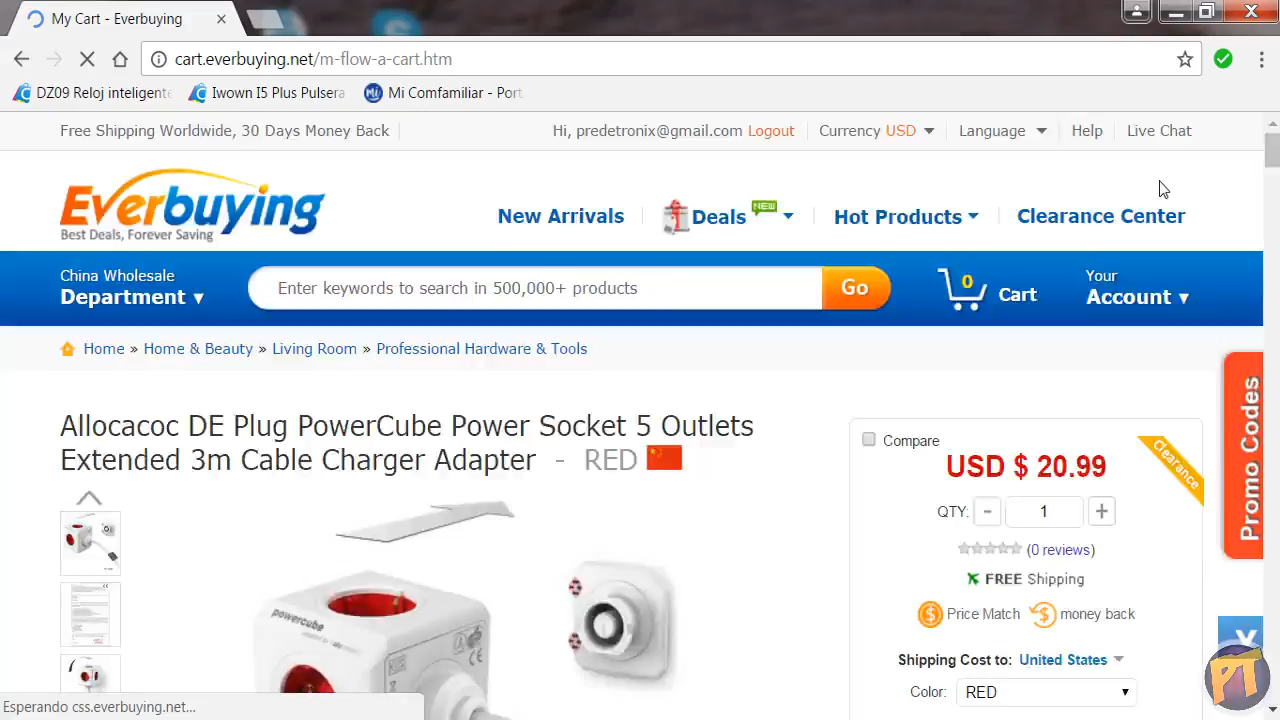 My Cart - Everbuying
cart.everbuying.net/m-flow-a-cart.htm
DZ09 Reloj inteligente
Iwown I5 Plus Pulsera
Mi Comfamiliar - Port
Free Shipping Worldwide, 30 Days Money Back
Hi, predetronix@gmail.com Logout
Currency USD
Language
Help
Live Chat
Everbuying
Best Deals, Forever Saving
New Arrivals
Deals NEW
Hot Products
Clearance Center
China Wholesale
Department
Enter keywords to search in 500,000+ products
Go
0
Cart
Your
Account
Home » Home & Beauty » Living Room » Professional Hardware & Tools
Allocacoc DE Plug PowerCube Power Socket 5 Outlets
Extended 3m Cable Charger Adapter - RED
Compare
Clearance
USD $ 20.99
QTY: - 1 +
(0 reviews)
FREE Shipping
Price Match
money back
Shipping Cost to: United States
Color: RED
Promo Codes
powercube
PT
Esperando css.everbuying.net...